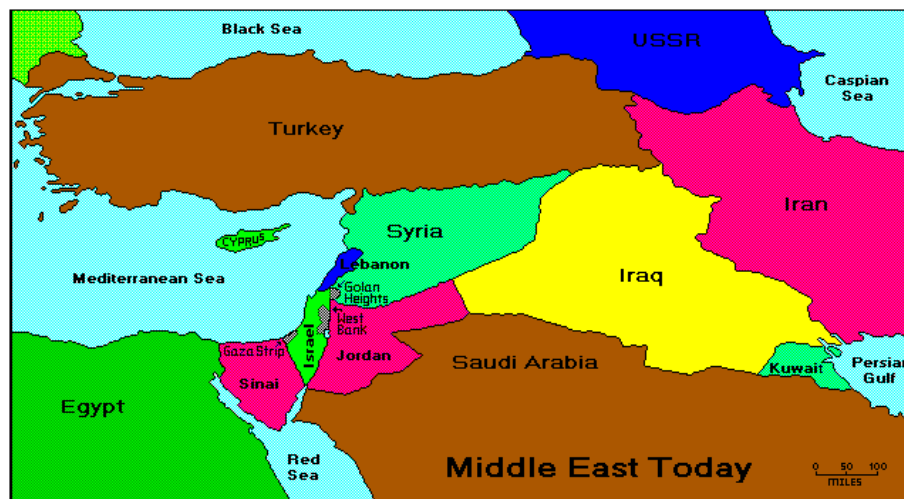 Black Sea
USSR
Caspian
Sea
Turkey
Iran
CYPRUS
Syria
Mediterranean Sea
Lebanon
Iraq
Golan
Heights
West
Bank
Israel
Gaza Strip
Jordan
Saudi Arabia
Kuwait
Persian
Gulf
Sinai
Egypt
Red
Sea
Middle East Today
0 50 100
MILES